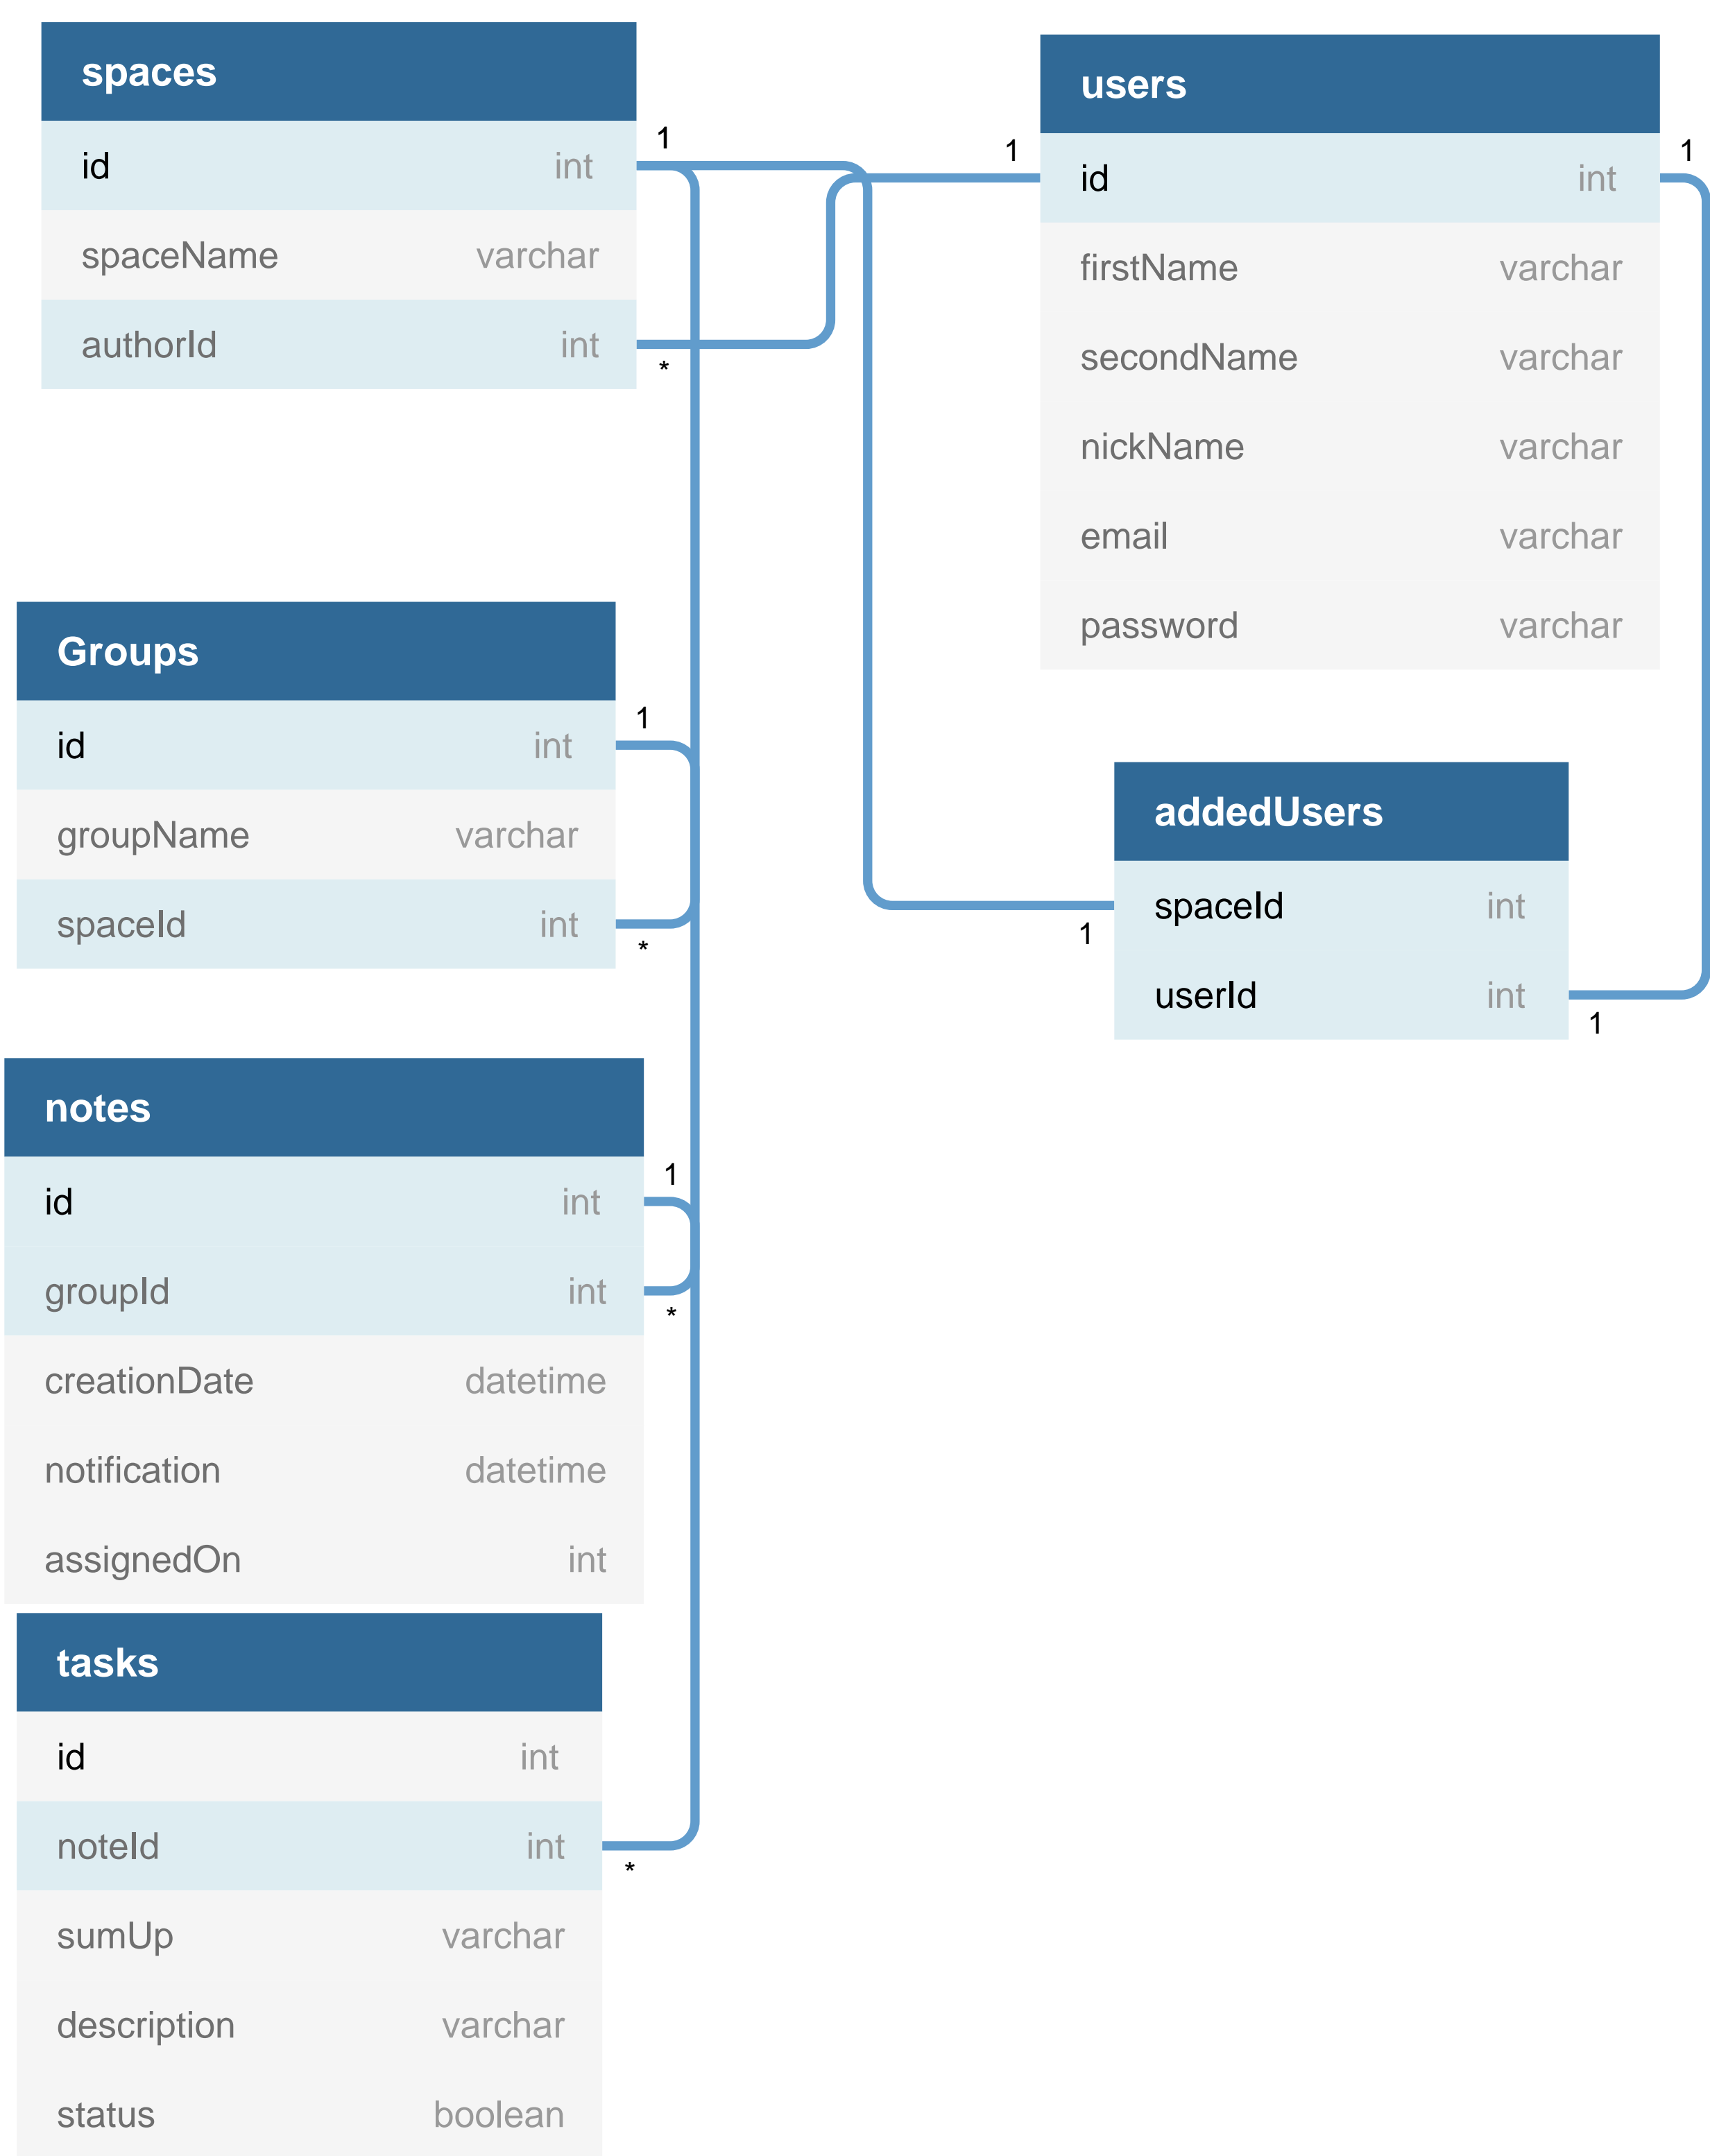 spaces
id int
spaceName varchar
authorId int
1
*
users
id int
firstName varchar
secondName varchar
nickName varchar
email varchar
password varchar
1
1
Groups
id int
groupName varchar
spaceId int
1
*
addedUsers
spaceId int
userId int
1
1
notes
id int
groupId int
creationDate datetime
notification datetime
assignedOn int
1
*
tasks
id int
noteId int
sumUp varchar
description varchar
status boolean
*